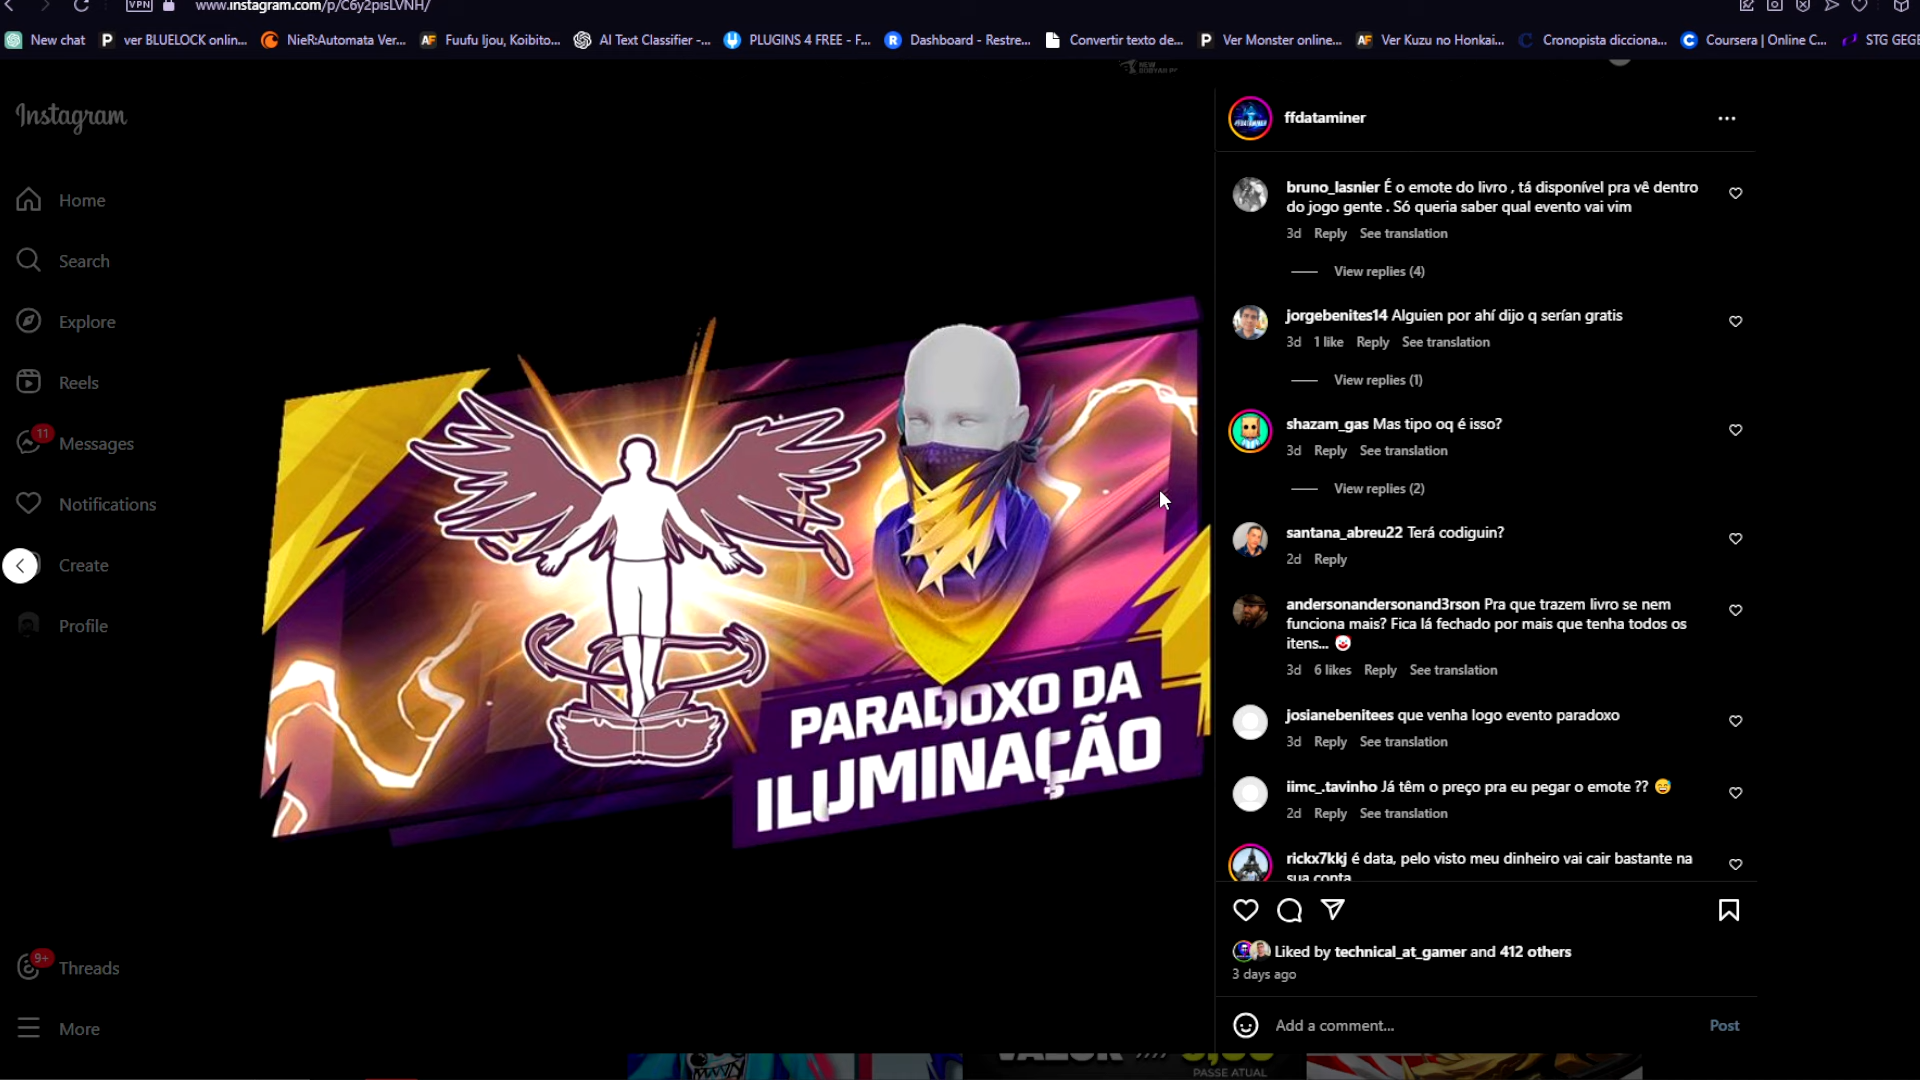 VPN
www.instagram.com/p/C6y2pisLVNH/
New chat
ver BLUELOCK onlin...
NieR:Automata Ver...
Fuufu Ijou, Koibito...
AI Text Classifier -...
PLUGINS 4 FREE - F...
Dashboard - Restre...
Convertir texto de...
Ver Monster online...
Ver Kuzu no Honkai...
Cronopista dicciona...
Coursera | Online C...
STG GEGE
Instagram
Home
Search
Explore
Reels
11
Messages
Notifications
Create
Profile
9+
Threads
More
PARADOXO DA
ILUMINAÇÃO
ffdataminer
bruno_lasnier É o emote do livro , tá disponível pra vê dentro
do jogo gente . Só queria saber qual evento vai vim
3d Reply See translation
View replies (4)
jorgebenites14 Alguien por ahí dijo q serían gratis
3d 1 like Reply See translation
View replies (1)
shazam_gas Mas tipo oq é isso?
3d Reply See translation
View replies (2)
santana_abreu22 Terá codiguin?
2d Reply
andersonandersonand3rson Pra que trazem livro se nem
funciona mais? Fica lá fechado por mais que tenha todos os
itens... 🤡
3d 6 likes Reply See translation
josianebenitees que venha logo evento paradoxo
3d Reply See translation
iimc_.tavinho Já têm o preço pra eu pegar o emote ?? 😅
2d Reply See translation
rickx7kkj é data, pelo visto meu dinheiro vai cair bastante na
sua conta
Liked by technical_at_gamer and 412 others
3 days ago
Add a comment...
Post
VALOR
PASSE ATUAL